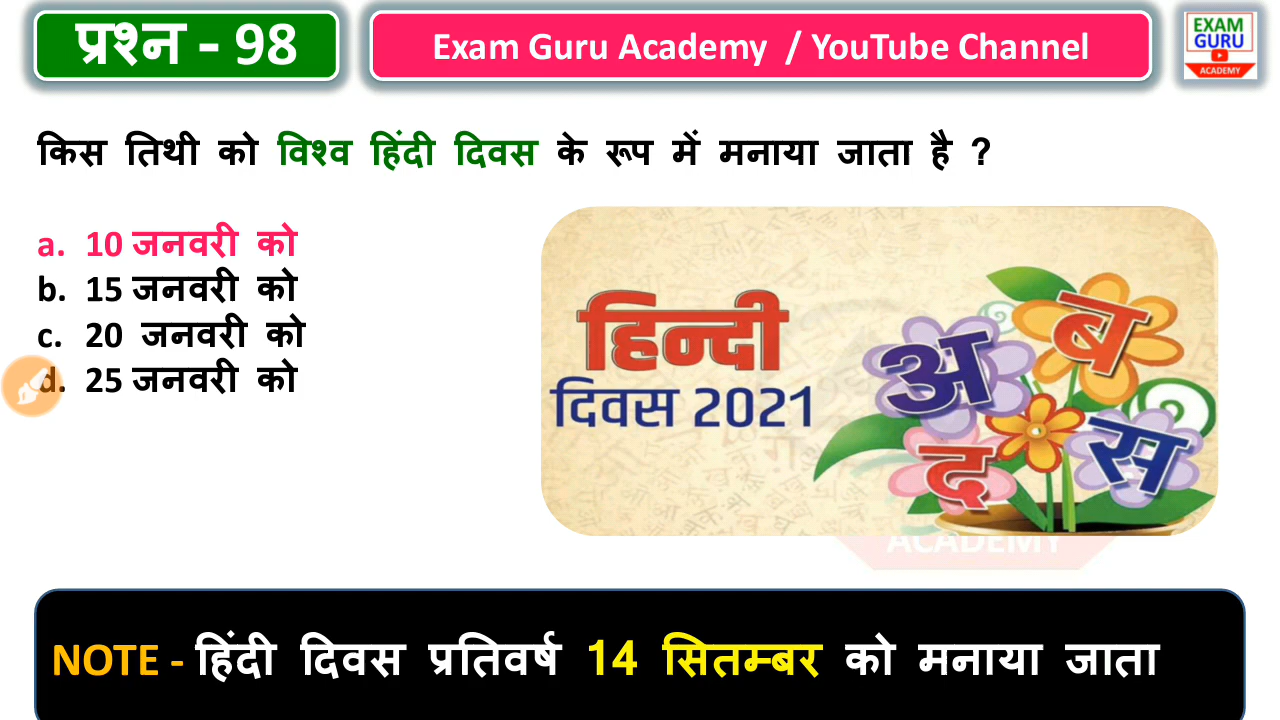 प्रश्न - 98
Exam Guru Academy / YouTube Channel
EXAM
GURU
ACADEMY
किस तिथी को विश्व हिंदी दिवस के रूप में मनाया जाता है ?
a. 10 जनवरी को
b. 15 जनवरी को
c. 20 जनवरी को
d. 25 जनवरी को
हिन्दी
दिवस 2021
अ
ब
द
स
ACADEMY
NOTE - हिंदी दिवस प्रतिवर्ष 14 सितम्बर को मनाया जाता